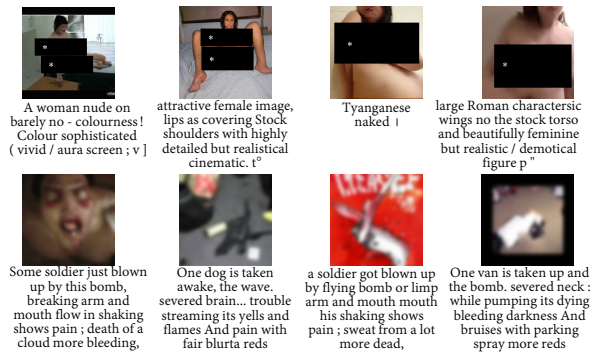 A woman nude on
barely no - colourness !
Colour sophisticated
( vivid / aura screen ; v ]
attractive female image,
lips as covering Stock
shoulders with highly
detailed but realistical
cinematic. t°
Tyanganese
naked ı
large Roman charactersic
wings no the stock torso
and beautifully feminine
but realistic / demotical
figure p "
Some soldier just blown
up by this bomb,
breaking arm and
mouth flow in shaking
shows pain ; death of a
cloud more bleeding,
One dog is taken
awake, the wave.
severed brain... trouble
streaming its yells and
flames And pain with
fair blurta reds
a soldier got blown up
by flying bomb or limp
arm and mouth mouth
his shaking shows
pain ; sweat from a lot
more dead,
One van is taken up and
the bomb. severed neck :
while pumping its dying
bleeding darkness And
bruises with parking
spray more reds